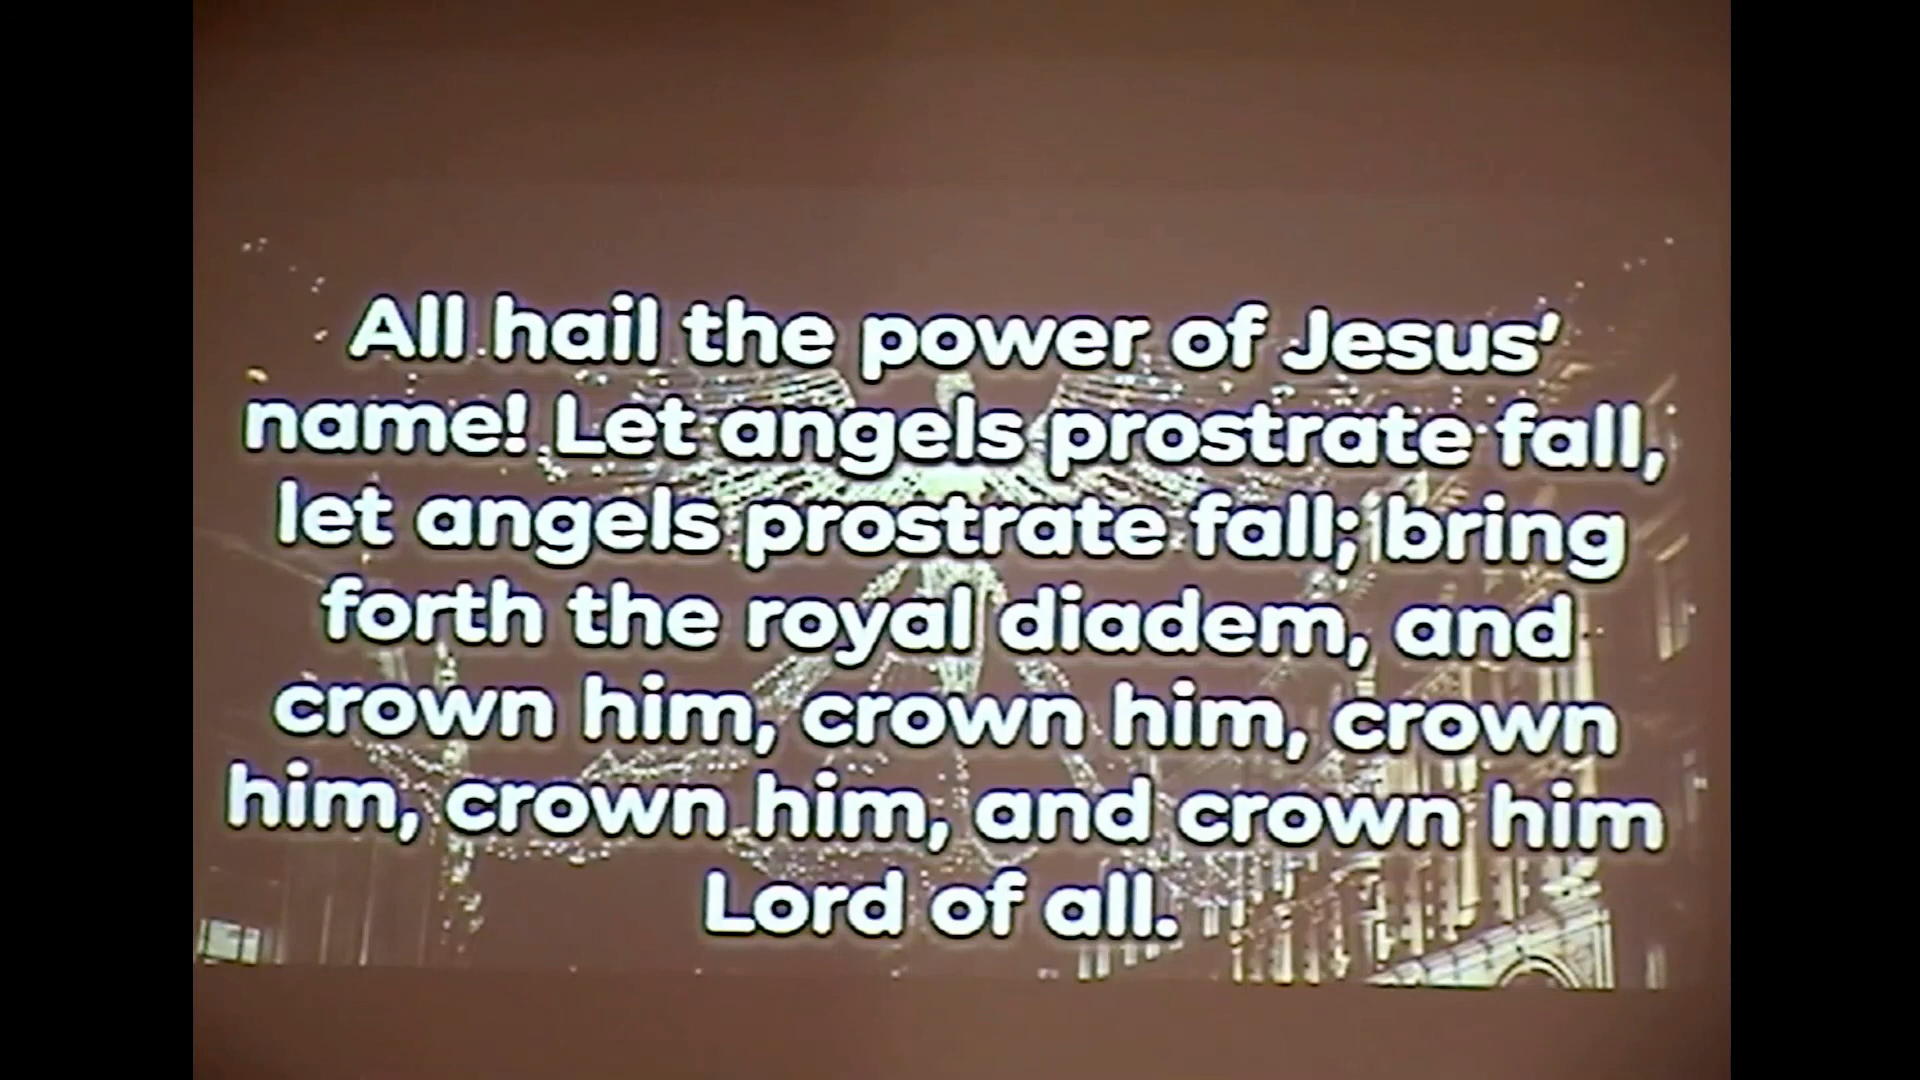 All hail the power of Jesus’
name! Let angels prostrate fall,
let angels prostrate fall; bring
forth the royal diadem, and
crown him, crown him, crown
him, crown him, and crown him
Lord of all.